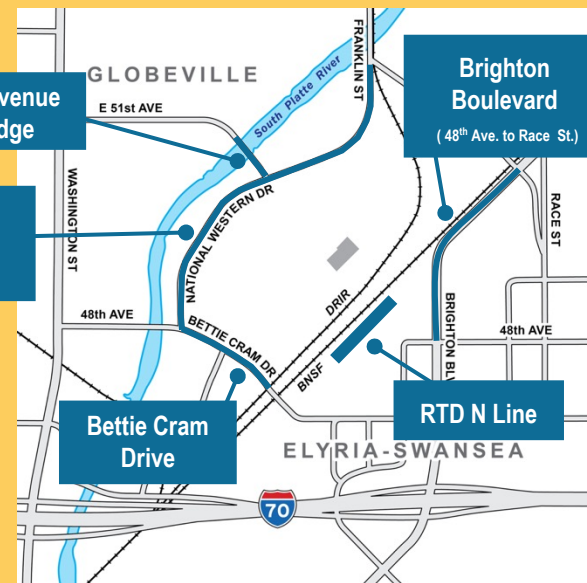 GLOBEVILLE
FRANKLIN ST
South Platte River
Brighton
Boulevard
( 48th Ave. to Race St.)
venue
dge
E 51st AVE
WASHINGTON ST
NATIONAL WESTERN DR
RACE ST
DRIR
48th AVE
BETTIE CRAM DR
BRIGHTON BLV
48th AVE
BNSF
Bettie Cram
Drive
RTD N Line
ELYRIA-SWANSEA
70